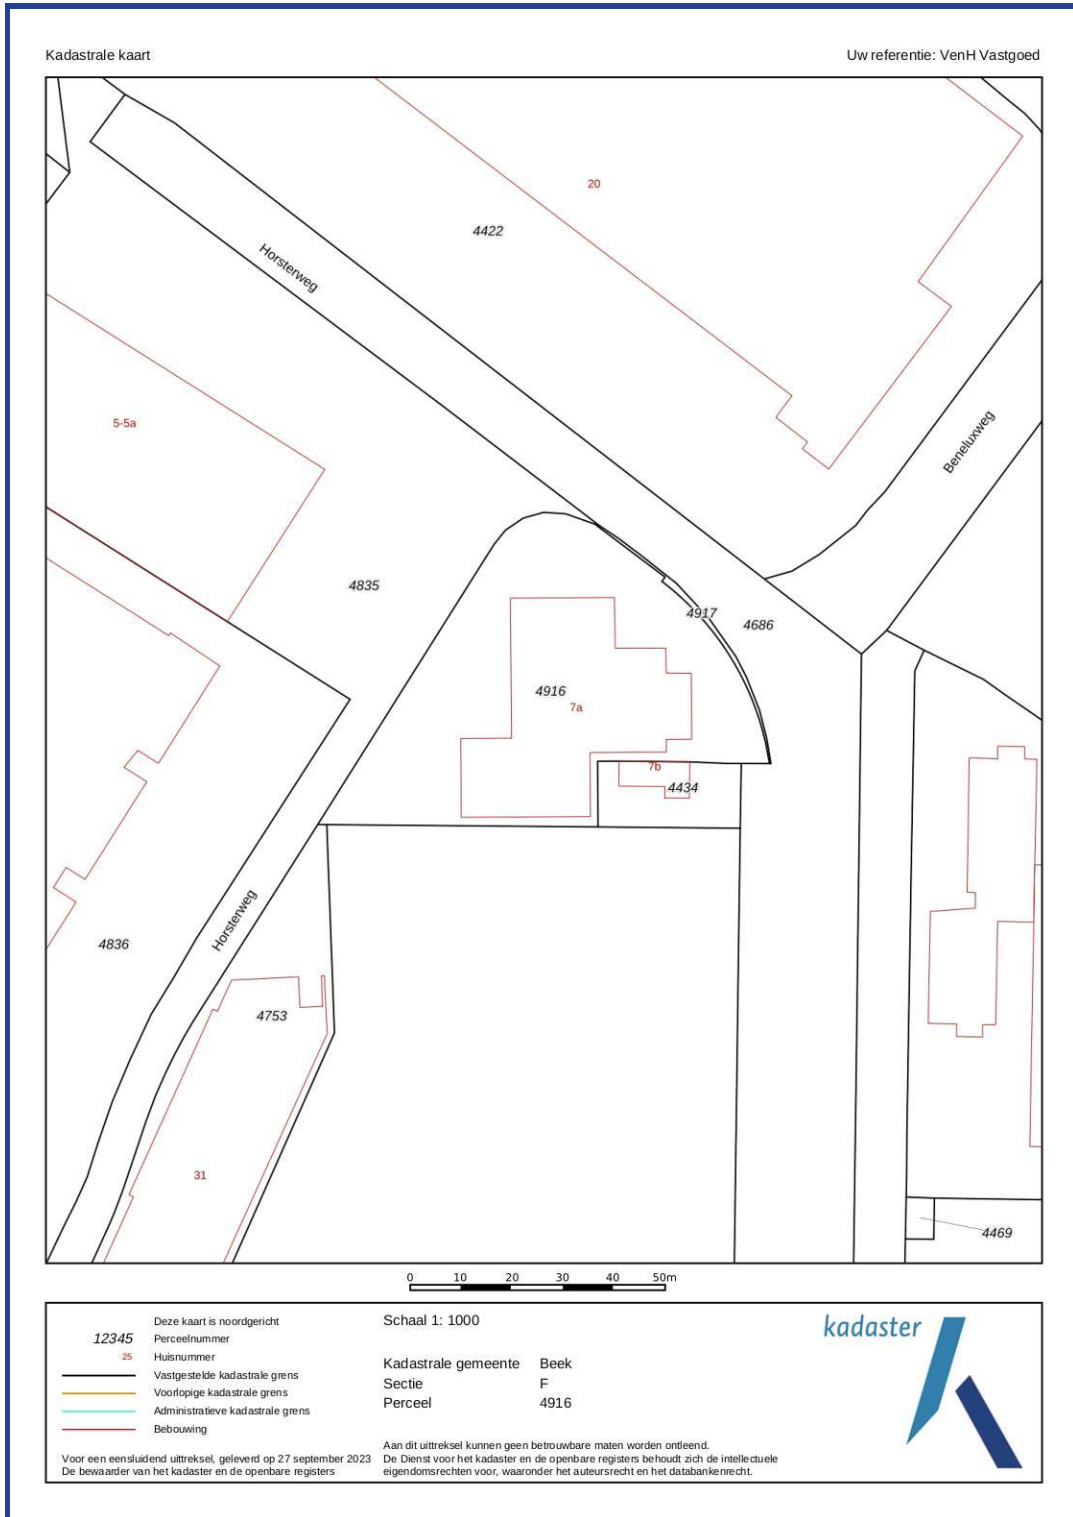 Kadastrale kaart
Uw referentie: VenH Vastgoed
20
4422
Horsterweg
5-5a
Beneluxweg
4835
4917
4686
4916
7a
7b
4434
Horsterweg
4836
4753
31
4469
0 10 20 30 40 50m
Deze kaart is noordgericht
12345 Perceelnummer
25 Huisnummer
Vastgestelde kadastrale grens
Voorlopige kadastrale grens
Administratieve kadastrale grens
Bebouwing
Voor een eensluidend uittreksel, geleverd op 27 september 2023
De bewaarder van het kadaster en de openbare registers
Schaal 1: 1000
Kadastrale gemeente Beek
Sectie F
Perceel 4916
Aan dit uittreksel kunnen geen betrouwbare maten worden ontleend.
De Dienst voor het kadaster en de openbare registers behoudt zich de intellectuele
eigendomsrechten voor, waaronder het auteursrecht en het databankenrecht.
kadaster